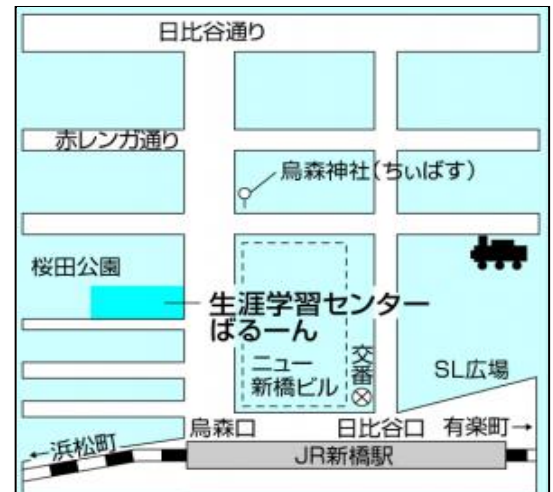 日比谷通り
赤レンガ通り
烏森神社(ちぃばす)
桜田公園
生涯学習センター
ばるーん
ニュー
新橋ビル
交番
SL広場
烏森口
日比谷口
有楽町→
←浜松町
JR新橋駅